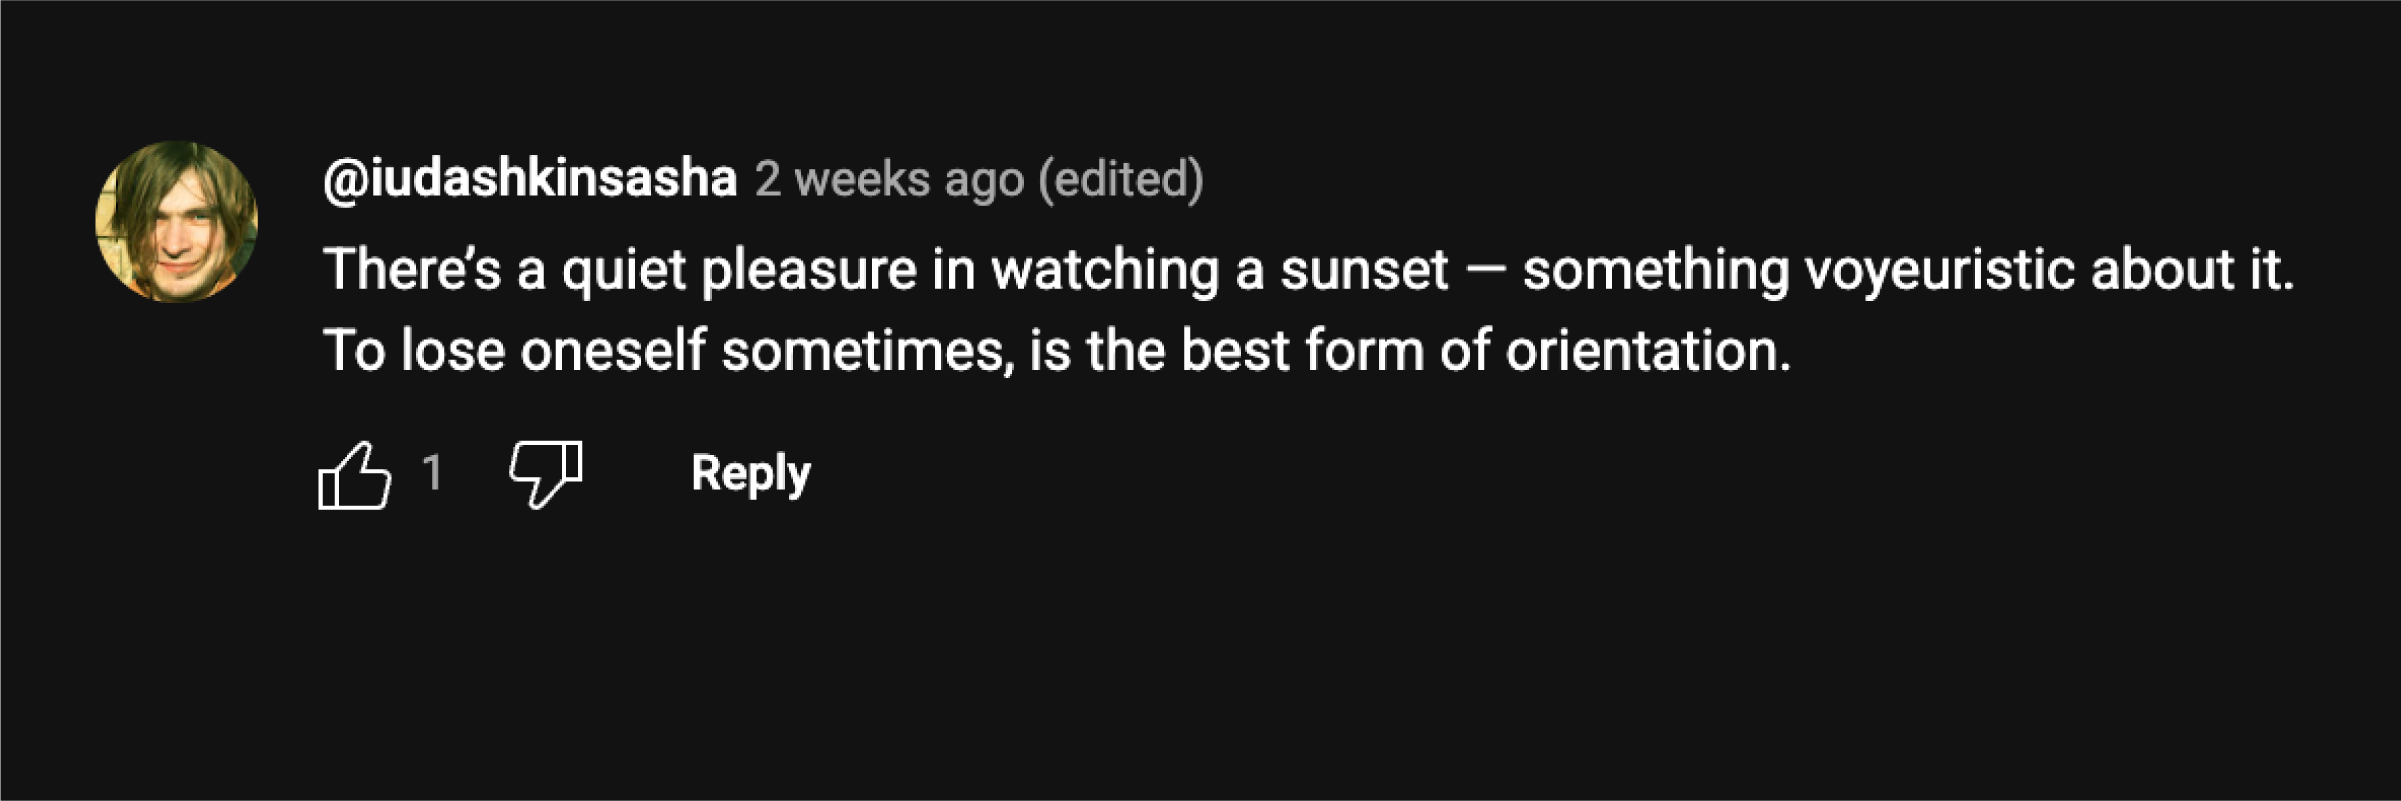 @iudashkinsasha 2 weeks ago (edited)
There’s a quiet pleasure in watching a sunset — something voyeuristic about it.
To lose oneself sometimes, is the best form of orientation.
1 Reply